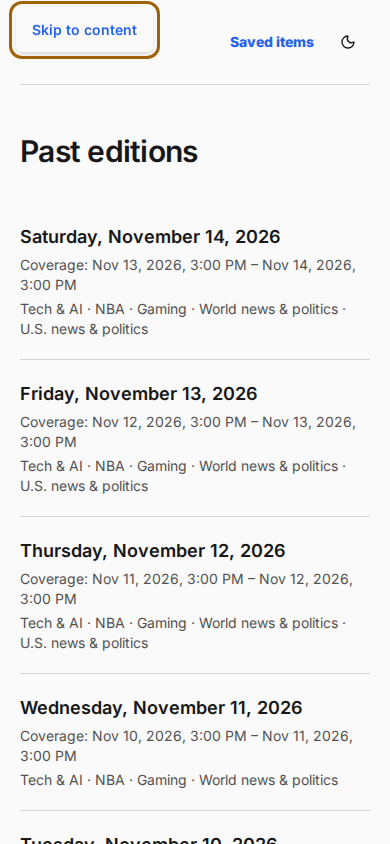 Skip to content
Saved items
Past editions
Saturday, November 14, 2026
Coverage: Nov 13, 2026, 3:00 PM – Nov 14, 2026,
3:00 PM
Tech & AI · NBA · Gaming · World news & politics ·
U.S. news & politics
Friday, November 13, 2026
Coverage: Nov 12, 2026, 3:00 PM – Nov 13, 2026,
3:00 PM
Tech & AI · NBA · Gaming · World news & politics ·
U.S. news & politics
Thursday, November 12, 2026
Coverage: Nov 11, 2026, 3:00 PM – Nov 12, 2026,
3:00 PM
Tech & AI · NBA · Gaming · World news & politics ·
U.S. news & politics
Wednesday, November 11, 2026
Coverage: Nov 10, 2026, 3:00 PM – Nov 11, 2026,
3:00 PM
Tech & AI · NBA · Gaming · World news & politics
Tuesday, November 10, 2026